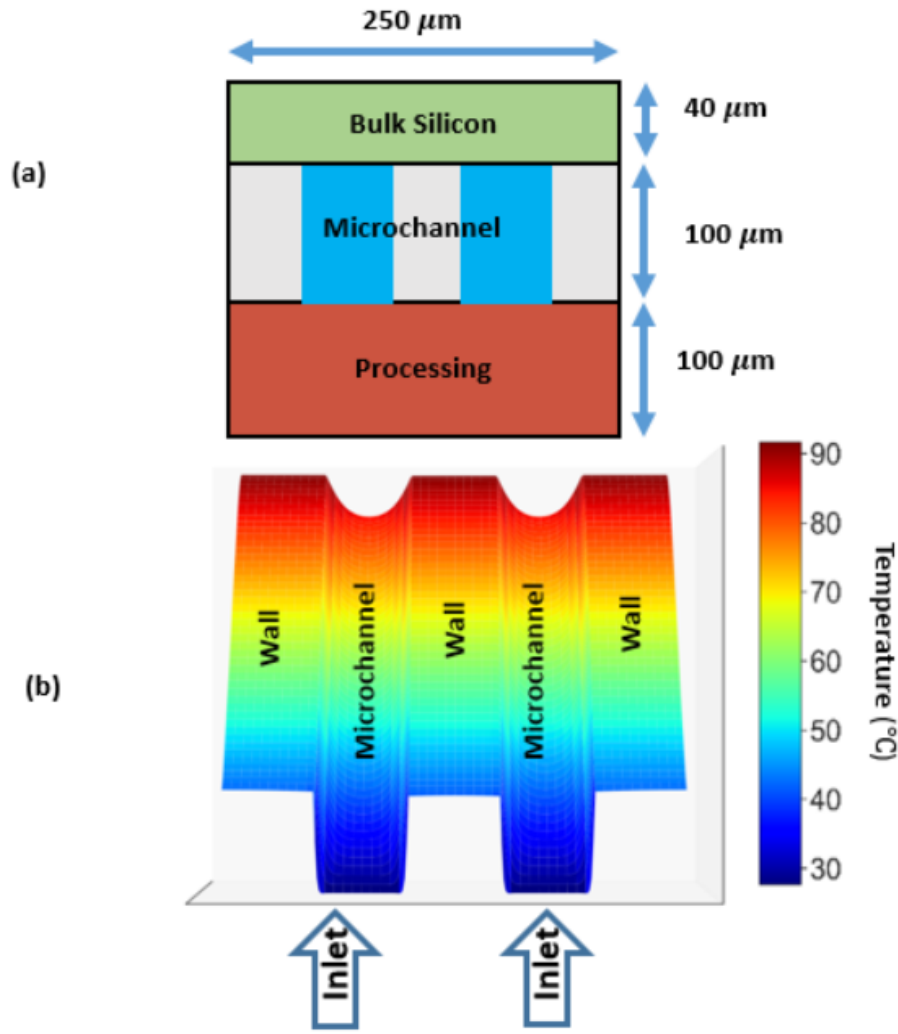 250 μm
Bulk Silicon
40 μm
(a)
Microchannel
100 μm
Processing
100 μm
90
80
70
60
50
40
30
Temperature (°C)
Wall
Microchannel
Wall
Microchannel
Wall
(b)
Inlet
Inlet